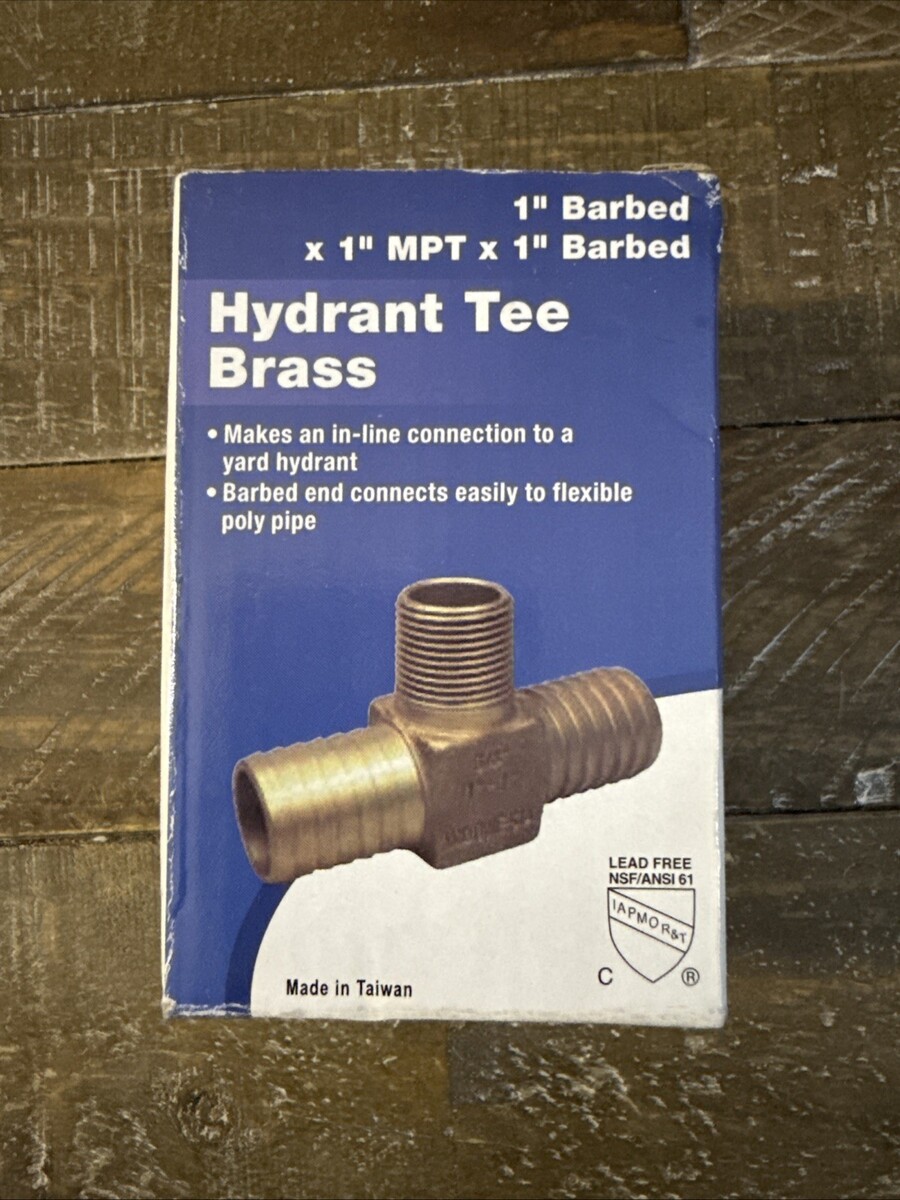 1" Barbed
x 1" MPT x 1" Barbed
Hydrant Tee
Brass
• Makes an in-line connection to a
yard hydrant
• Barbed end connects easily to flexible
poly pipe
LEAD FREE
NSF/ANSI 61
IAPMO R&T
C ®
Made in Taiwan